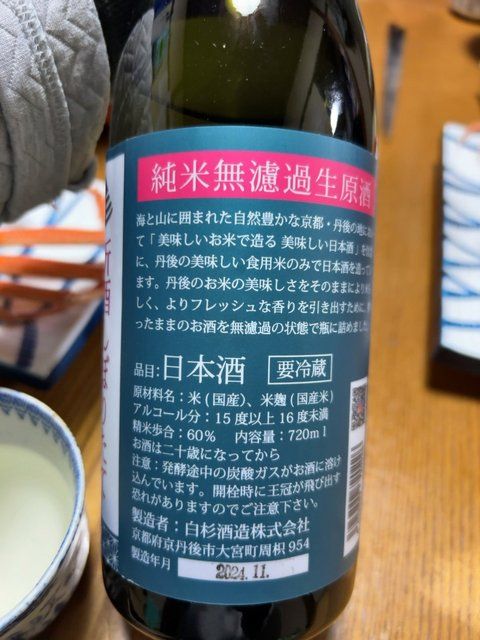 純米無濾過生原酒
海と山に囲まれた自然豊かな京都・丹後の地に
て「美味しいお米で造る 美味しい日本酒」を
に、丹後の美味しい食用米のみで日本酒を造って
ます。丹後のお米の美味しさをそのままにより
しく、よりフレッシュな香りを引き出すために、
ったままのお酒を無濾過の状態で瓶に詰めました
品目:日本酒 要冷蔵
原材料名：米(国産)、米麹(国産米)
アルコール分：15度以上16度未満
精米歩合：60% 内容量：720ml
お酒は二十歳になってから
注意：発酵途中の炭酸ガスがお酒に溶け
込んでいます。開栓時に王冠が飛び出す
恐れがありますのでご注意下さい。
製造者：白杉酒造株式会社
京都府京丹後市大宮町周枳954
製造年月 2024.11.